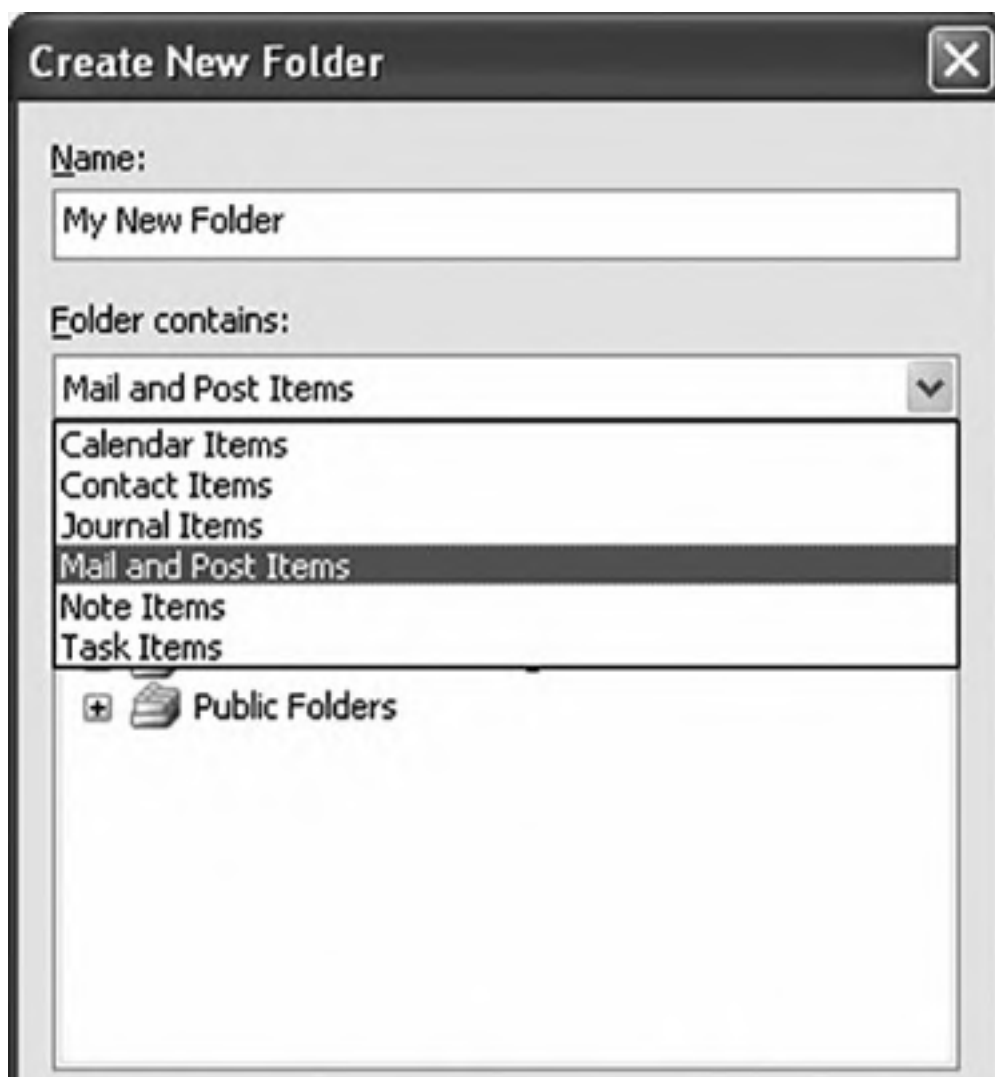 Create New Folder
Name:
My New Folder
Folder contains:
Mail and Post Items
Calendar Items
Contact Items
Journal Items
Mail and Post Items
Note Items
Task Items
Public Folders